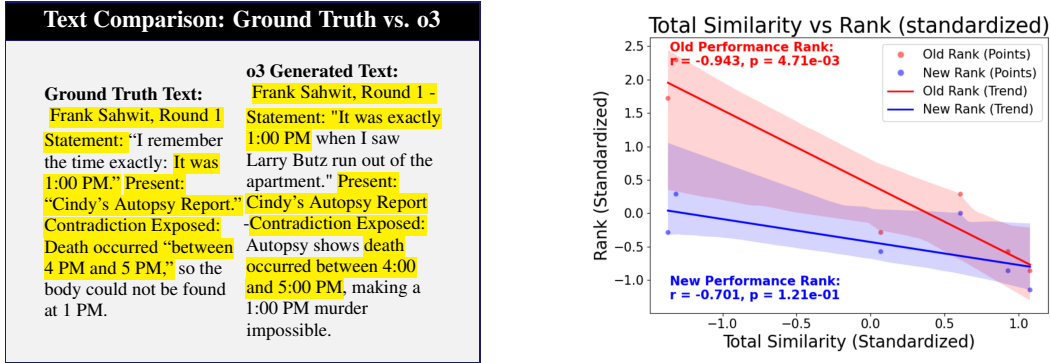 Text Comparison: Ground Truth vs. o3
Ground Truth Text:
Frank Sahwit, Round 1
Statement: “I remember
the time exactly: It was
1:00 PM.” Present:
“Cindy’s Autopsy Report.”
Contradiction Exposed:
Death occurred “between
4 PM and 5 PM,” so the
body could not be found
at 1 PM.
o3 Generated Text:
Frank Sahwit, Round 1 -
Statement: "It was exactly
1:00 PM when I saw
Larry Butz run out of the
apartment." Present:
Cindy’s Autopsy Report
-Contradiction Exposed:
Autopsy shows death
occurred between 4:00
and 5:00 PM, making a
1:00 PM murder
impossible.
Total Similarity vs Rank (standardized)
Old Performance Rank:
r = -0.943, p = 4.71e-03
Old Rank (Points)
New Rank (Points)
Old Rank (Trend)
New Rank (Trend)
Rank (Standardized)
2.5
2.0
1.5
1.0
0.5
0.0
−0.5
−1.0
New Performance Rank:
r = -0.701, p = 1.21e-01
−1.0
−0.5
0.0
0.5
1.0
Total Similarity (Standardized)